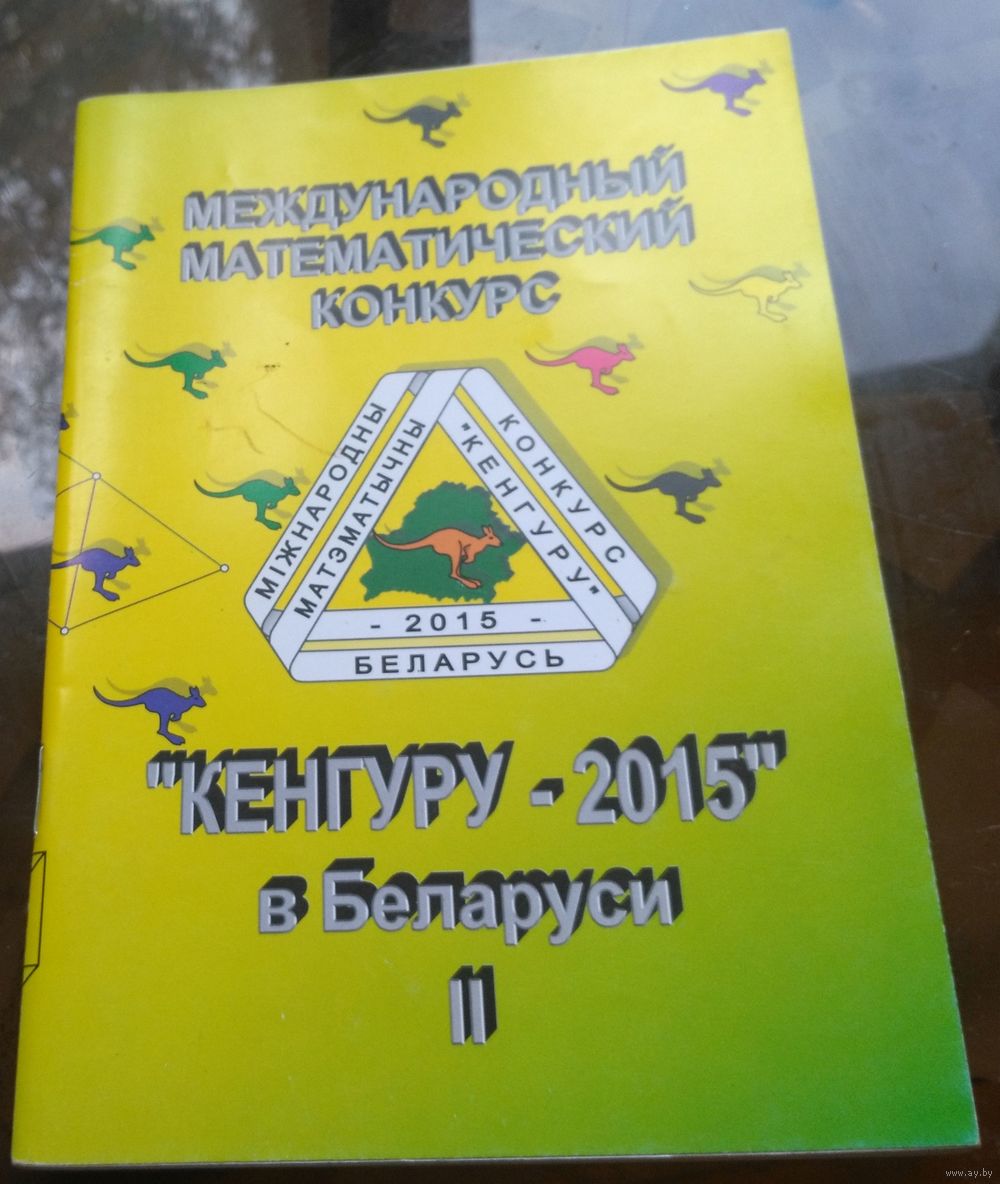 МЕЖДУНАРОДНЫЙ
МАТЕМАТИЧЕСКИЙ
КОНКУРС
МІЖНАРОДНЫ
МАТЭМАТЫЧНЫ
КОНКУРС
"КЕНГУРУ"
- 2015 -
БЕЛАРУСЬ
"КЕНГУРУ - 2015"
в Беларуси
II
www.ay.by